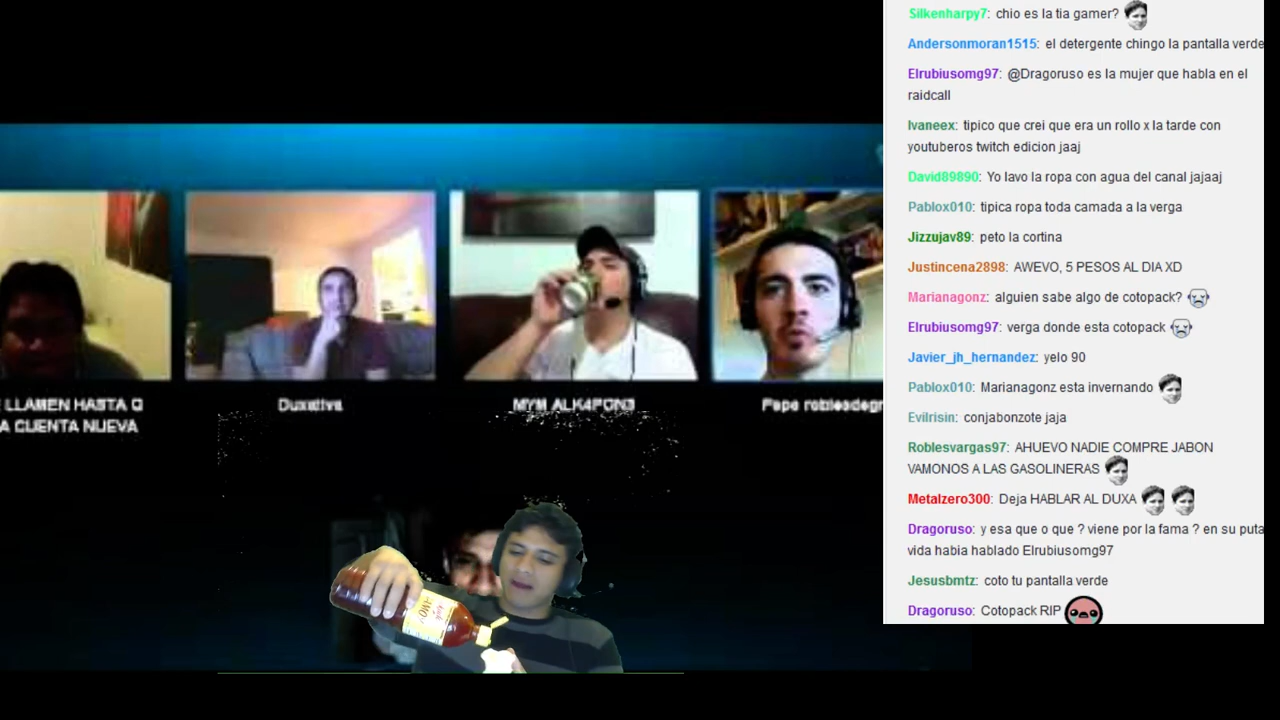 LLAMEN HASTA Q
A CUENTA NUEVA
Duxativa
MYM ALK4PON3
Pepe roblesdegr
Silkenharpy7: chio es la tia gamer?
Andersonmoran1515: el detergente chingo la pantalla verde
Elrubiusomg97: @Dragoruso es la mujer que habla en el
raidcall
Ivaneex: tipico que crei que era un rollo x la tarde con
youtuberos twitch edicion jaaj
David89890: Yo lavo la ropa con agua del canal jajaaj
Pablox010: tipica ropa toda camada a la verga
Jizzujav89: peto la cortina
Justincena2898: AWEVO, 5 PESOS AL DIA XD
Marianagonz: alguien sabe algo de cotopack?
Elrubiusomg97: verga donde esta cotopack
Javier_jh_hernandez: yelo 90
Pablox010: Marianagonz esta invernando
Evilrisin: conjabonzote jaja
Roblesvargas97: AHUEVO NADIE COMPRE JABON
VAMONOS A LAS GASOLINERAS
Metalzero300: Deja HABLAR AL DUXA
Dragoruso: y esa que o que ? viene por la fama ? en su puta
vida habia hablado Elrubiusomg97
Jesusbmtz: coto tu pantalla verde
Dragoruso: Cotopack RIP